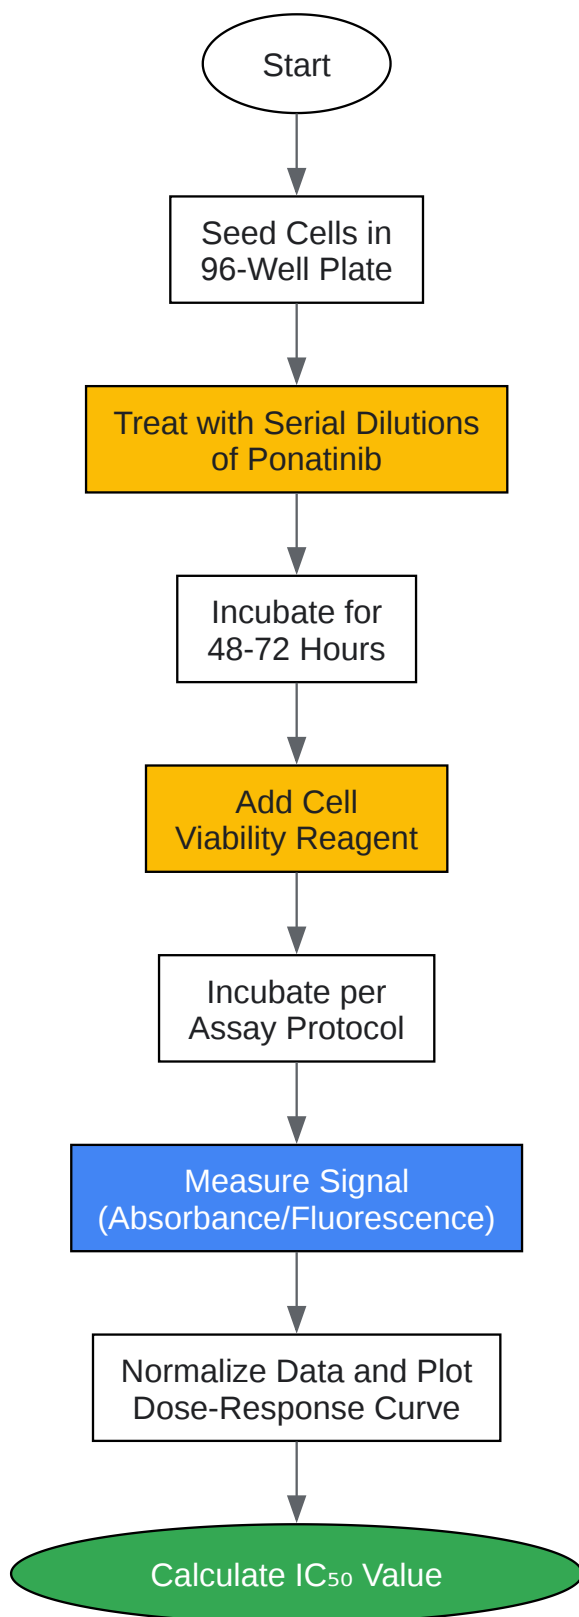 Start
Seed Cells in
96-Well Plate
Treat with Serial Dilutions
of Ponatinib
Incubate for
48-72 Hours
Add Cell
Viability Reagent
Incubate per
Assay Protocol
Measure Signal
(Absorbance/Fluorescence)
Normalize Data and Plot
Dose-Response Curve
Calculate IC₅₀ Value